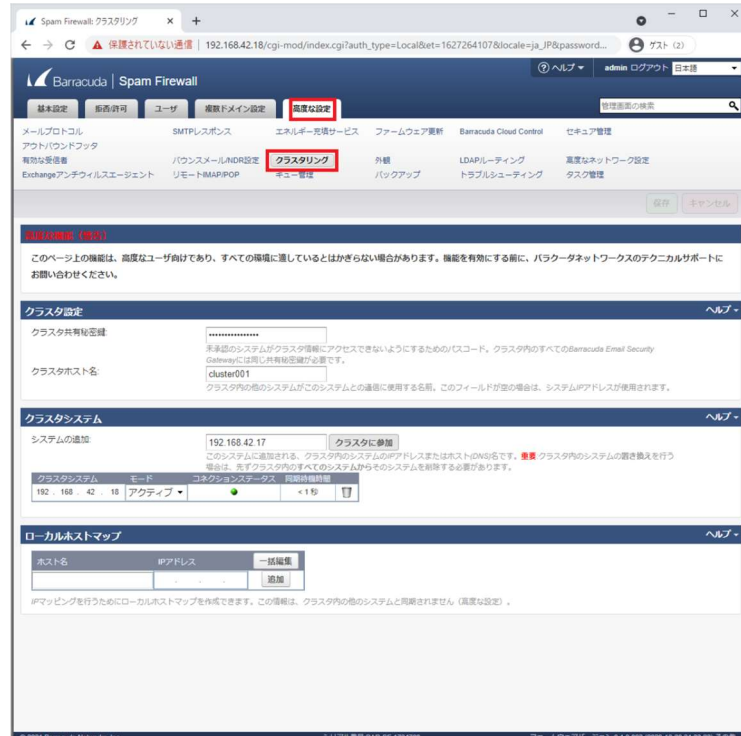 Spam Firewall: クラスタリング
保護されていない通信 | 192.168.42.18/cgi-mod/index.cgi?auth_type=Local&et=1627264107&locale=ja_JP&password... ゲスト (2)
Barracuda | Spam Firewall
ヘルプ admin ログアウト 日本語
基本設定 拒否/許可 ユーザ 複数ドメイン設定 高度な設定 管理画面の検索
メールプロトコル SMTPレスポンス エネルギー充填サービス ファームウェア更新 Barracuda Cloud Control セキュア管理
アウトバウンドフッタ
有効な受信者 バウンスメール/NDR設定 クラスタリング 外観 LDAPルーティング 高度なネットワーク設定
Exchangeアンチウィルスエージェント リモートIMAP/POP キュー管理 バックアップ トラブルシューティング タスク管理
保存 キャンセル
このページ上の機能は、高度なユーザ向けであり、すべての環境に適しているとはかぎらない場合があります。機能を有効にする前に、バラクーダネットワークスのテクニカルサポートに
お問い合わせください。
クラスタ設定 ヘルプ
クラスタ共有秘密鍵:
未承認のシステムがクラスタ情報にアクセスできないようにするためのパスコード。クラスタ内のすべてのBarracuda Email Security
Gatewayには同じ共有秘密鍵が必要です。
クラスタホスト名: cluster001
クラスタ内の他のシステムがこのシステムとの通信に使用する名前。このフィールドが空の場合は、システムIPアドレスが使用されます。
クラスタシステム ヘルプ
システムの追加: 192.168.42.17 クラスタに参加
このシステムに追加される、クラスタ内のシステムのIPアドレスまたはホスト(DNS)名です。重要 クラスタ内のシステムの置き換えを行う
場合は、先ずクラスタ内のすべてのシステムからそのシステムを削除する必要があります。
クラスタシステム モード コネクションステータス 同期待機時間
192 . 168 . 42 . 18 アクティブ < 1 秒
ローカルホストマップ ヘルプ
ホスト名 IPアドレス 一括編集
追加
IPマッピングを行うためにローカルホストマップを作成できます。この情報は、クラスタ内の他のシステムと同期されません（高度な設定）.